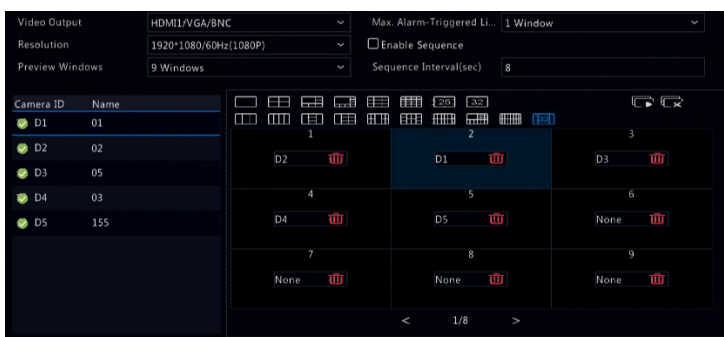 Video Output HDMI1/VGA/BNC Max. Alarm-Triggered Li... 1 Window
Resolution 1920*1080/60Hz(1080P) Enable Sequence
Preview Windows 9 Windows Sequence Interval(sec) 8
Camera ID Name
D1 01
D2 02
D3 05
D4 03
D5 155
25 32
32
1 2 3
D2 D1 D3
4 5 6
D4 D5 None
7 8 9
None None None
< 1/8 >